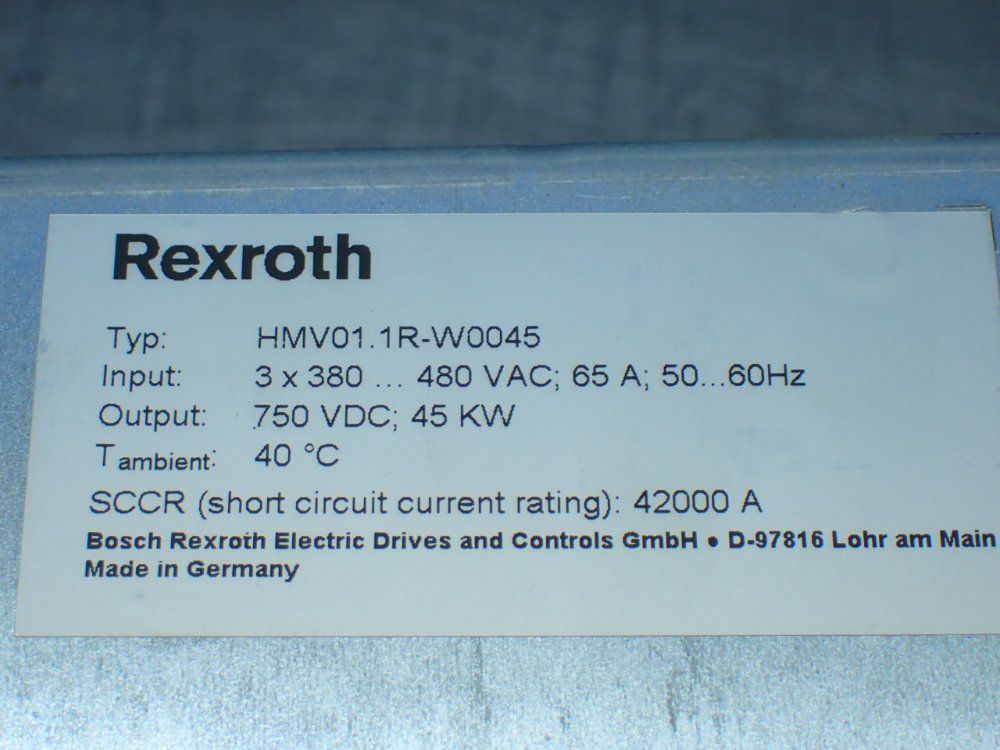 Rexroth
Typ: HMV01.1R-W0045
Input: 3 x 380 ... 480 VAC; 65 A; 50...60Hz
Output: 750 VDC; 45 KW
T ambient: 40 °C
SCCR (short circuit current rating): 42000 A
Bosch Rexroth Electric Drives and Controls GmbH • D-97816 Lohr am Main
Made in Germany